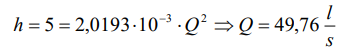 h = 5 = 2,0193·10⁻³·Q² ⇒ Q = 49,76 l/s